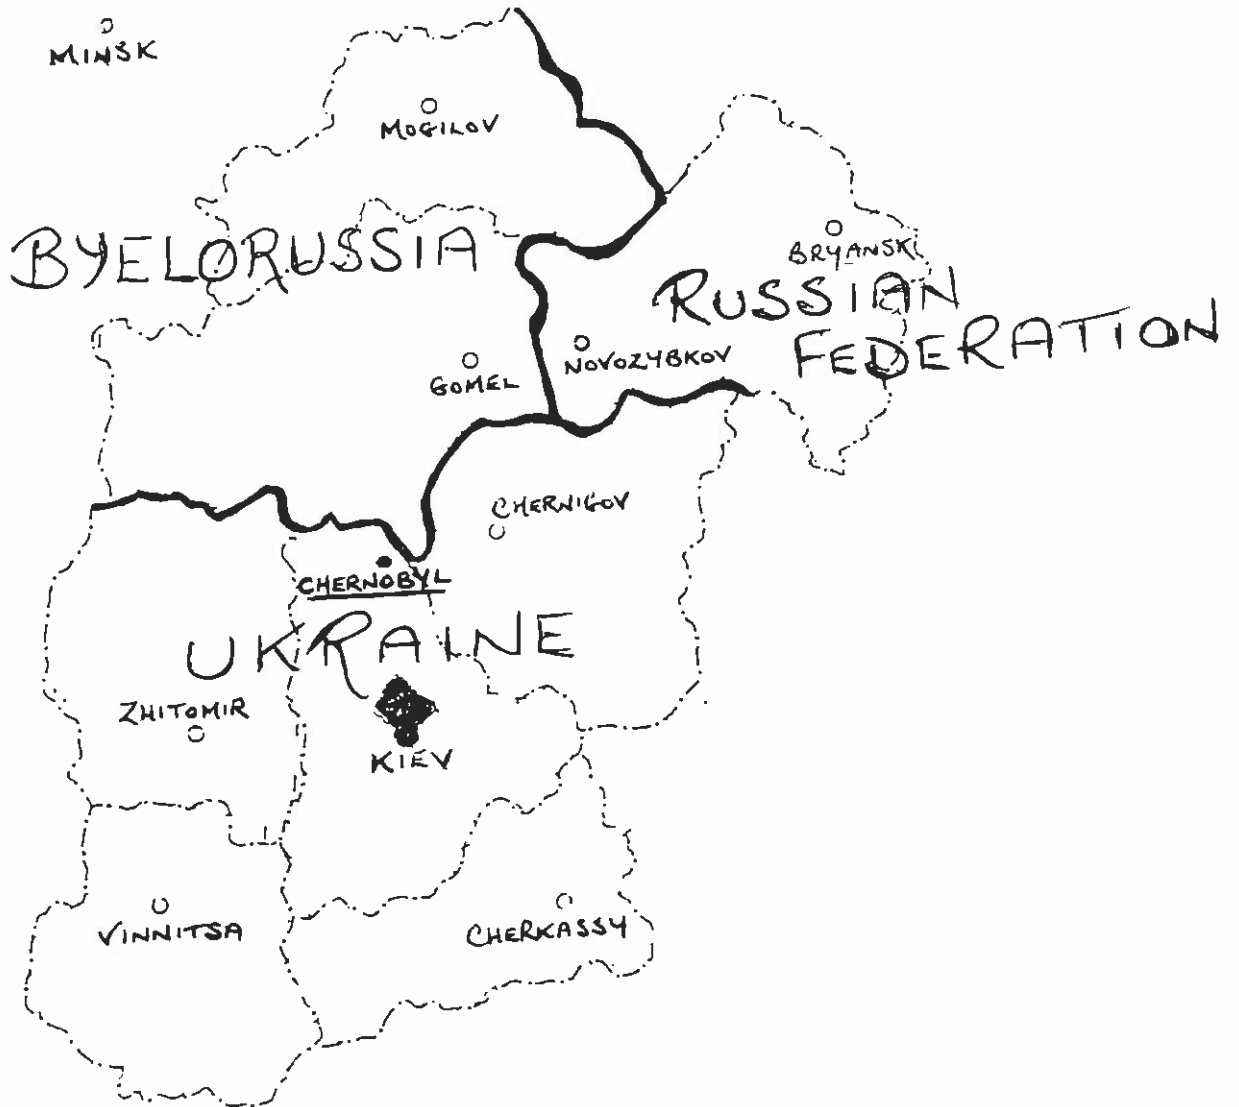 MINSK
MOGILOV
BYELORUSSIA
BRYANSK
RUSSIAN
FEDERATION
NOVOZYBKOV
GOMEL
CHERNIGOV
CHERNOBYL
UKRAINE
ZHITOMIR
KIEV
VINNITSA
CHERKASSY